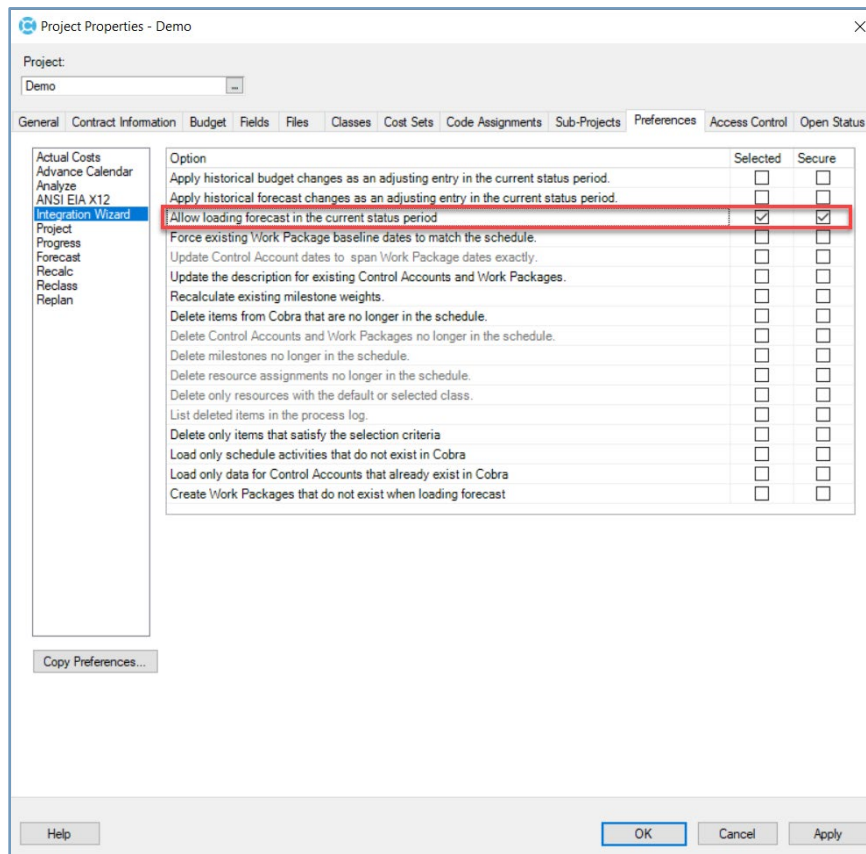 Project Properties - Demo
Project:
Demo
...
General Contract Information Budget Fields Files Classes Cost Sets Code Assignments Sub-Projects Preferences Access Control Open Status
Actual Costs
Advance Calendar
Analyze
ANSI EIA X12
Integration Wizard
Project
Progress
Forecast
Recalc
Reclass
Replan
Option Selected Secure
Apply historical budget changes as an adjusting entry in the current status period.
Apply historical forecast changes as an adjusting entry in the current status period.
Allow loading forecast in the current status period
Force existing Work Package baseline dates to match the schedule.
Update Control Account dates to span Work Package dates exactly.
Update the description for existing Control Accounts and Work Packages.
Recalculate existing milestone weights.
Delete items from Cobra that are no longer in the schedule.
Delete Control Accounts and Work Packages no longer in the schedule.
Delete milestones no longer in the schedule.
Delete resource assignments no longer in the schedule.
Delete only resources with the default or selected class.
List deleted items in the process log.
Delete only items that satisfy the selection criteria
Load only schedule activities that do not exist in Cobra
Load only data for Control Accounts that already exist in Cobra
Create Work Packages that do not exist when loading forecast
Copy Preferences...
Help OK Cancel Apply